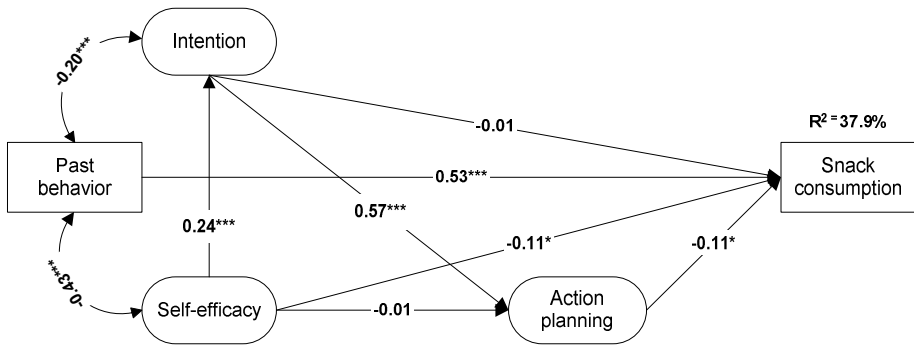 Intention
-0.20***
-0.01
R² = 37.9%
Past
behavior
0.53***
Snack
consumption
0.24***
0.57***
-0.11*
-0.11*
-0.43***
Self-efficacy
-0.01
Action
planning